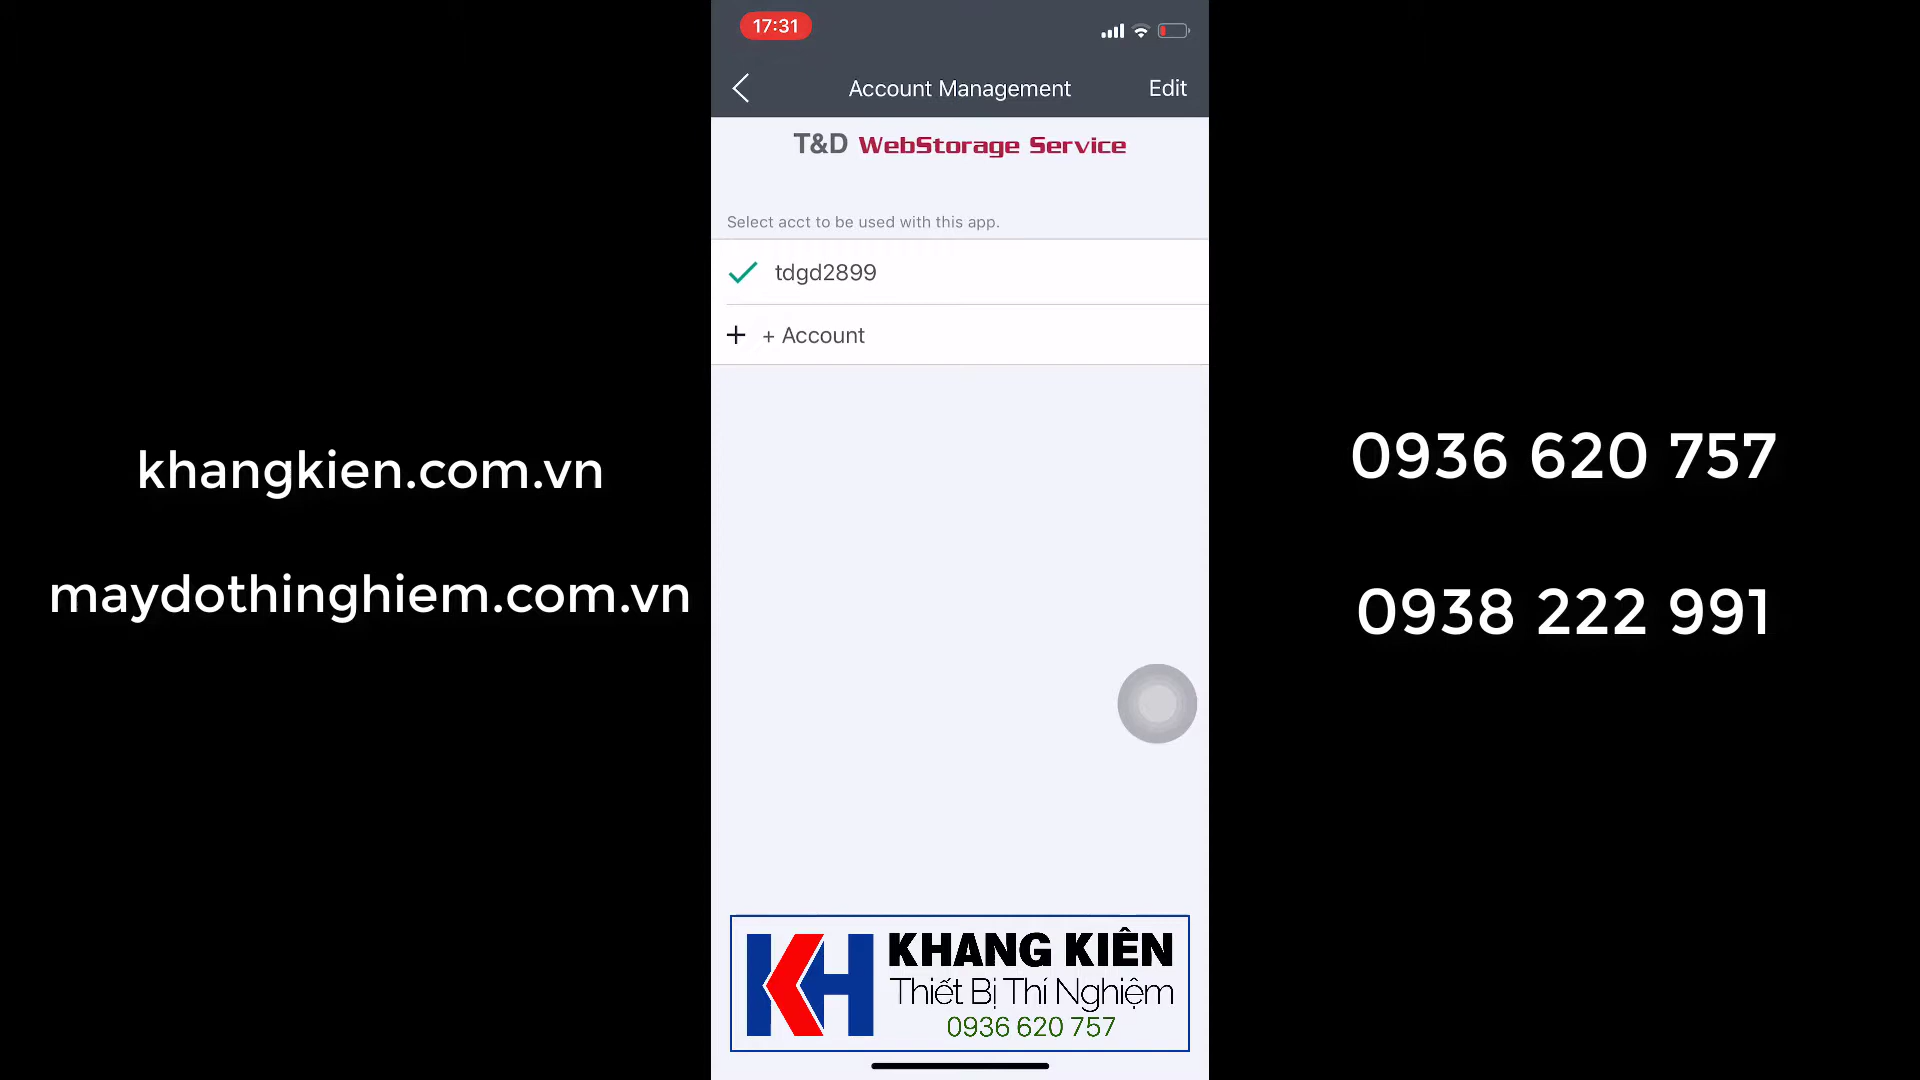 17:31
Account Management
Edit
T&D WebStorage Service
Select acct to be used with this app.
tdgd2899
+ + Account
khangkien.com.vn
maydothinghiem.com.vn
0936 620 757
0938 222 991
KH
KHANG KIÊN
Thiết Bị Thí Nghiệm
0936 620 757